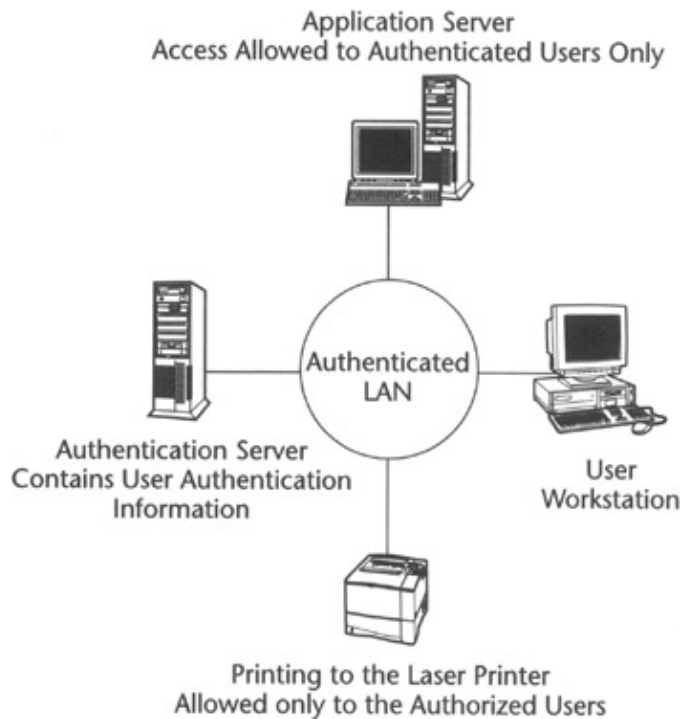 Application Server
Access Allowed to Authenticated Users Only
Authenticated
LAN
Authentication Server
Contains User Authentication
Information
User
Workstation
Printing to the Laser Printer
Allowed only to the Authorized Users